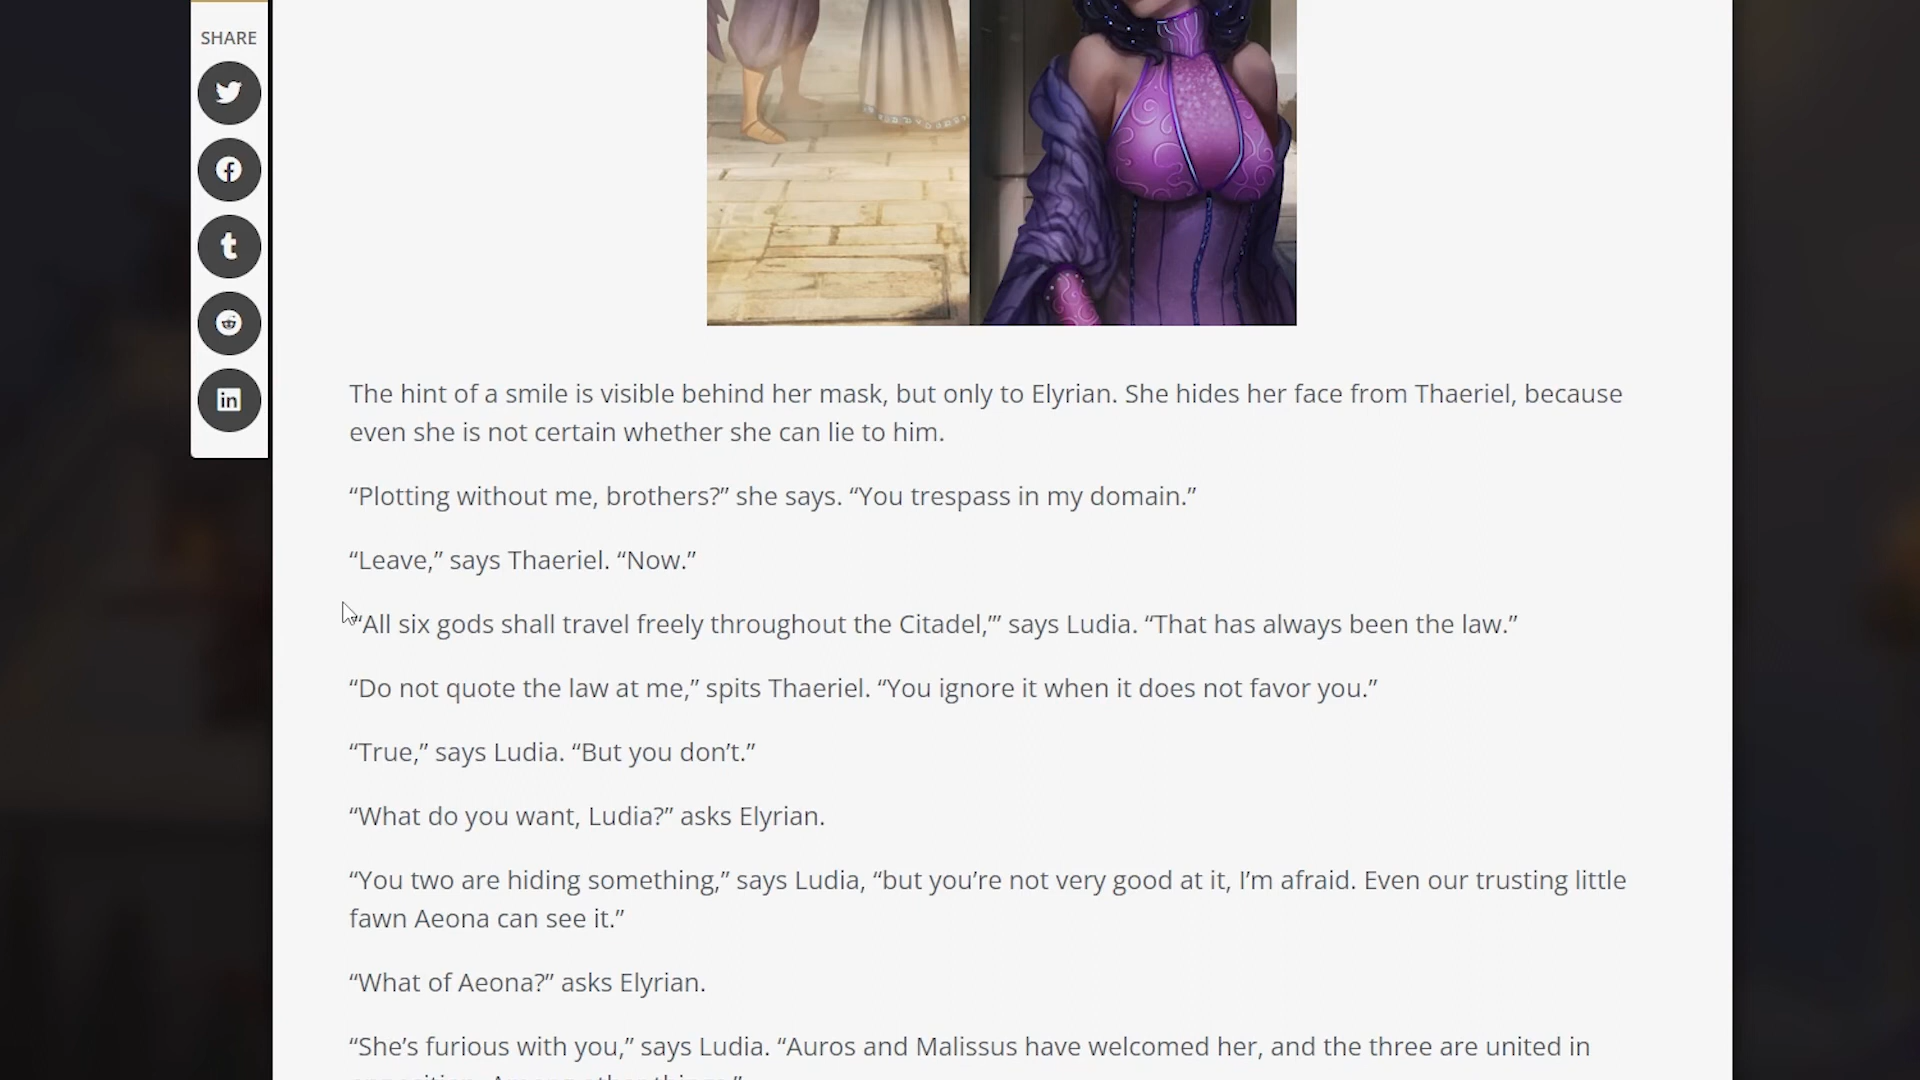 SHARE
The hint of a smile is visible behind her mask, but only to Elyrian. She hides her face from Thaeriel, because
even she is not certain whether she can lie to him.
“Plotting without me, brothers?” she says. “You trespass in my domain.”
“Leave,” says Thaeriel. “Now.”
“‘All six gods shall travel freely throughout the Citadel,’” says Ludia. “That has always been the law.”
“Do not quote the law at me,” spits Thaeriel. “You ignore it when it does not favor you.”
“True,” says Ludia. “But you don’t.”
“What do you want, Ludia?” asks Elyrian.
“You two are hiding something,” says Ludia, “but you’re not very good at it, I’m afraid. Even our trusting little
fawn Aeona can see it.”
“What of Aeona?” asks Elyrian.
“She’s furious with you,” says Ludia. “Auros and Malissus have welcomed her, and the three are united in